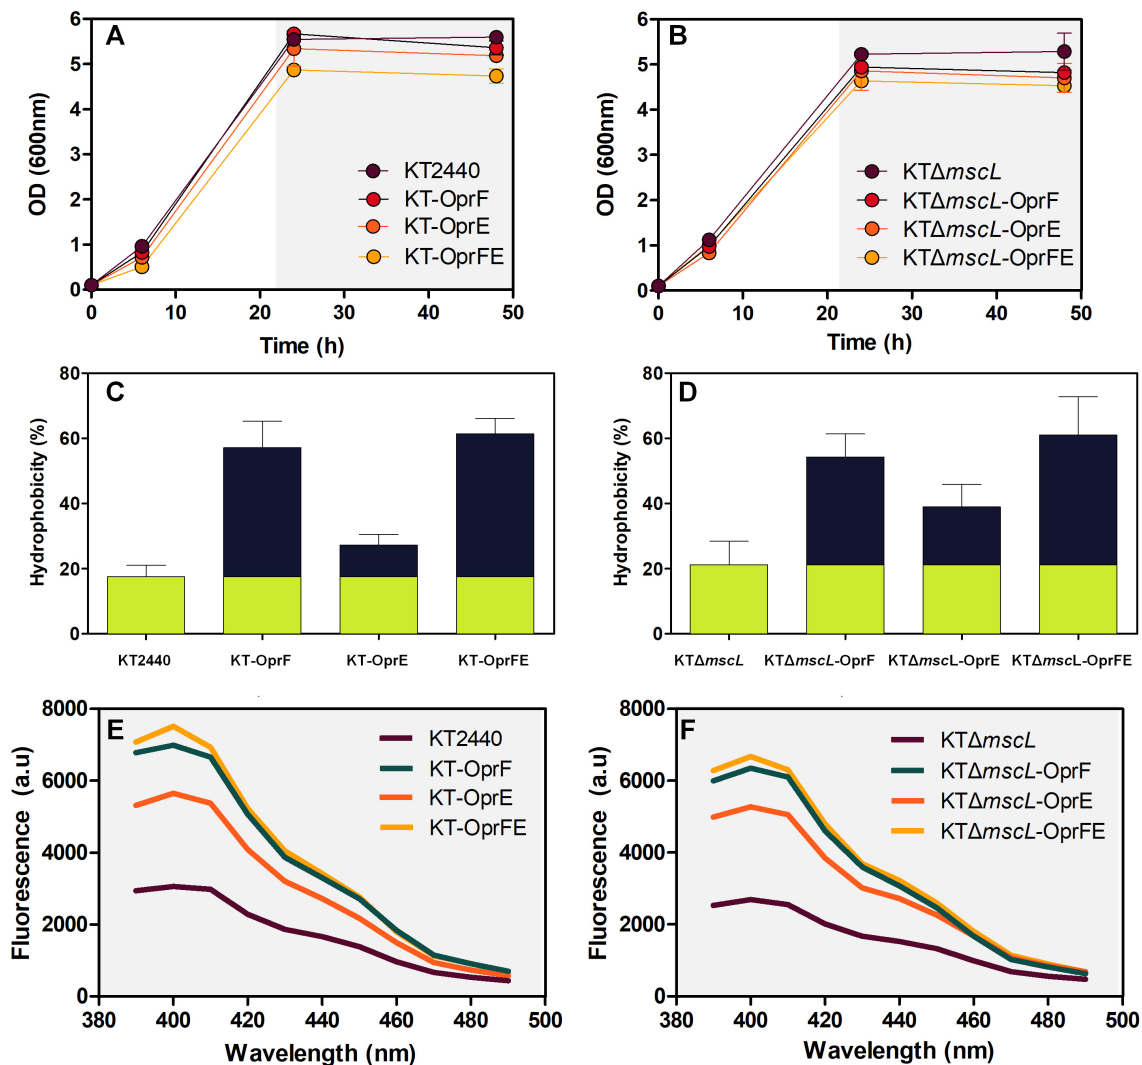 A
6
5
4
3
2
1
0
OD (600nm)
KT2440
KT-OprF
KT-OprE
KT-OprFE
0 10 20 30 40 50
Time (h)
B
6
5
4
3
2
1
0
OD (600nm)
KTΔmscL
KTΔmscL-OprF
KTΔmscL-OprE
KTΔmscL-OprFE
0 10 20 30 40 50
Time (h)
C
80
60
40
20
0
Hydrophobicity (%)
KT2440 KT-OprF KT-OprE KT-OprFE
D
80
60
40
20
0
Hydrophobicity (%)
KTΔmscL KTΔmscL-OprF KTΔmscL-OprE KTΔmscL-OprFE
E
8000
6000
4000
2000
0
Fluorescence (a.u)
KT2440
KT-OprF
KT-OprE
KT-OprFE
380 400 420 440 460 480 500
Wavelength (nm)
F
8000
6000
4000
2000
0
Fluorescence (a.u)
KTΔmscL
KTΔmscL-OprF
KTΔmscL-OprE
KTΔmscL-OprFE
380 400 420 440 460 480 500
Wavelength (nm)